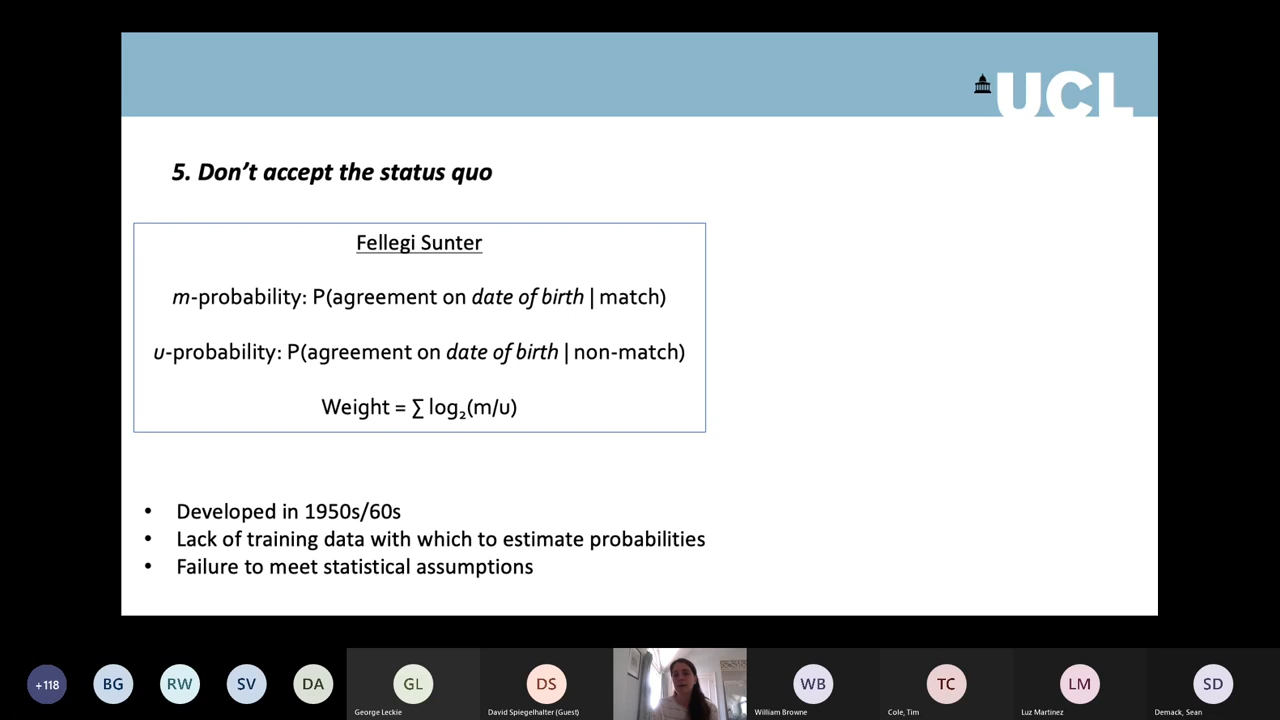 UCL
5. Don’t accept the status quo
Fellegi Sunter
m-probability: P(agreement on date of birth | match)
u-probability: P(agreement on date of birth | non-match)
Weight = ∑ log₂(m/u)
• Developed in 1950s/60s
• Lack of training data with which to estimate probabilities
• Failure to meet statistical assumptions
+118
BG
RW
SV
DA
GL
DS
WB
TC
LM
SD
George Leckie
David Spiegelhalter (Guest)
William Browne
Cole, Tim
Luz Martinez
Demack, Sean